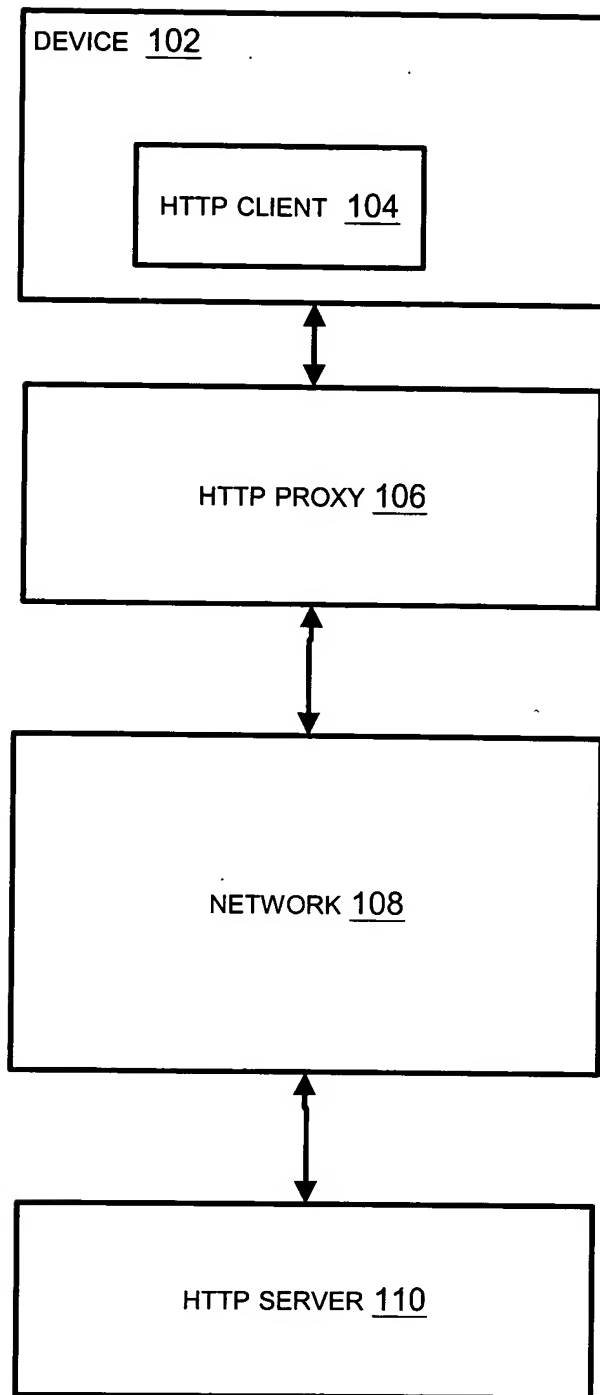 DEVICE 102
HTTP CLIENT 104
HTTP PROXY 106
NETWORK 108
HTTP SERVER 110